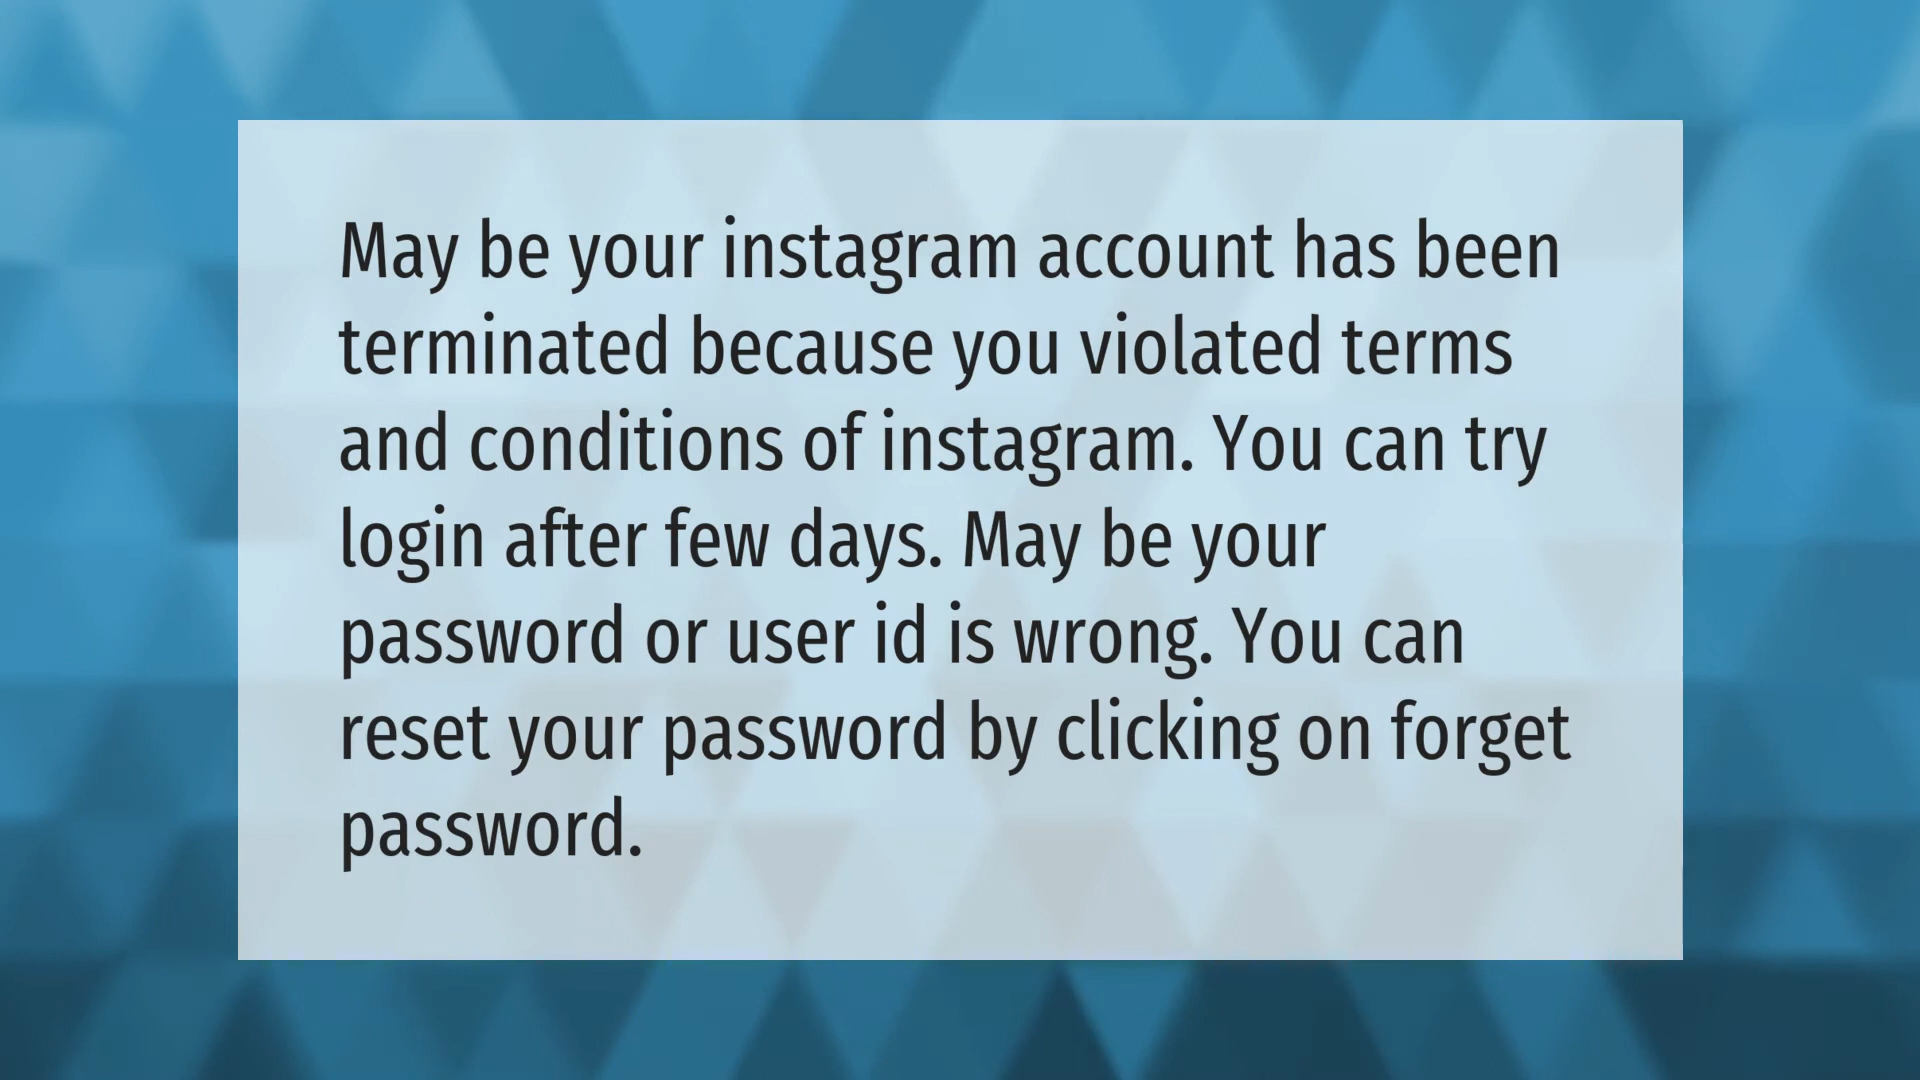 May be your instagram account has been
terminated because you violated terms
and conditions of instagram. You can try
login after few days. May be your
password or user id is wrong. You can
reset your password by clicking on forget
password.